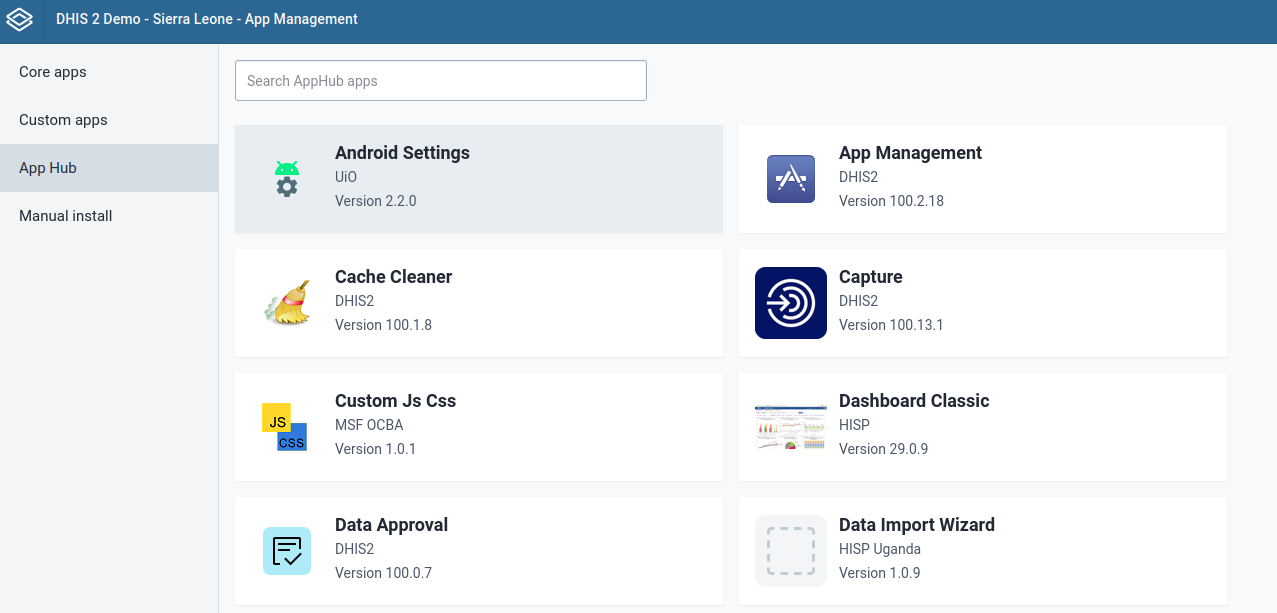 DHIS 2 Demo - Sierra Leone - App Management
Core apps
Custom apps
App Hub
Manual install
Search AppHub apps
Android Settings
UiO
Version 2.2.0
App Management
DHIS2
Version 100.2.18
Cache Cleaner
DHIS2
Version 100.1.8
Capture
DHIS2
Version 100.13.1
JS
CSS
Custom Js Css
MSF OCBA
Version 1.0.1
Dashboard Classic
HISP
Version 29.0.9
Data Approval
DHIS2
Version 100.0.7
Data Import Wizard
HISP Uganda
Version 1.0.9